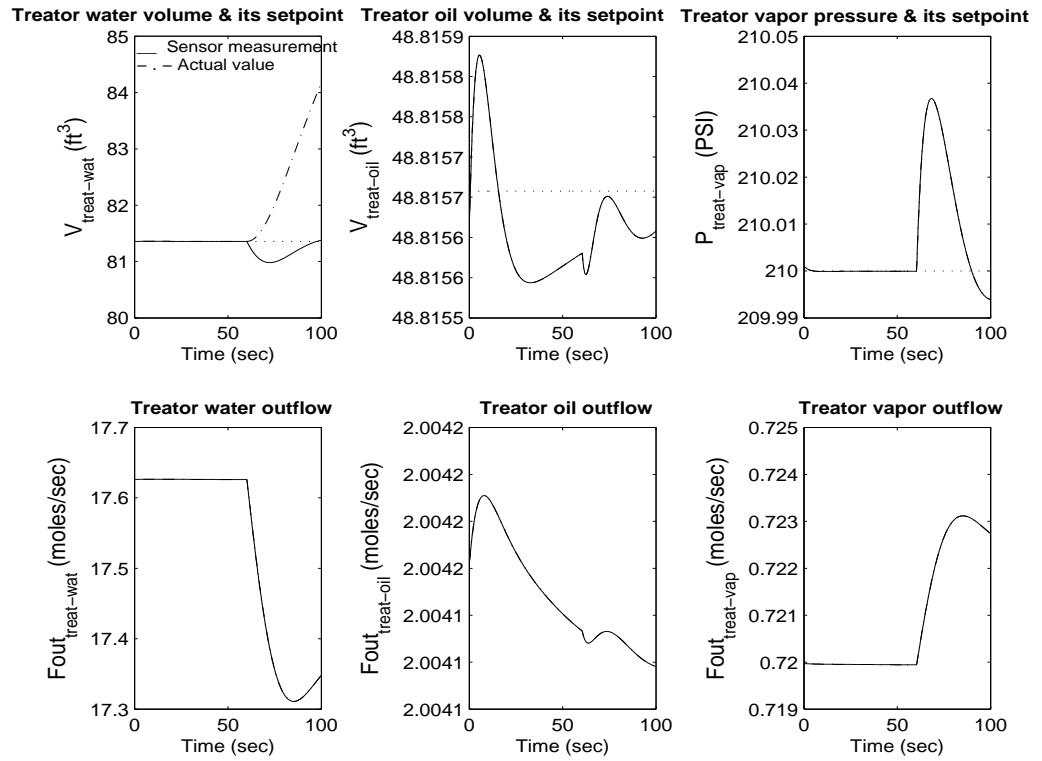 Treator water volume & its setpoint
85
84
83
82
81
80
0
50
100
Time (sec)
V_treat−wat (ft^3)
Sensor measurement
Actual value
Treator oil volume & its setpoint
48.8159
48.8158
48.8158
48.8157
48.8157
48.8156
48.8156
48.8155
0
50
100
Time (sec)
V_treat−oil (ft^3)
Treator vapor pressure & its setpoint
210.05
210.04
210.03
210.02
210.01
210
209.99
0
50
100
Time (sec)
P_treat−vap (PSI)
Treator water outflow
17.7
17.6
17.5
17.4
17.3
0
50
100
Time (sec)
Fout_treat−wat (moles/sec)
Treator oil outflow
2.0042
2.0042
2.0042
2.0042
2.0041
2.0041
2.0041
0
50
100
Time (sec)
Fout_treat−oil (moles/sec)
Treator vapor outflow
0.725
0.724
0.723
0.722
0.721
0.72
0.719
0
50
100
Time (sec)
Fout_treat−vap (moles/sec)